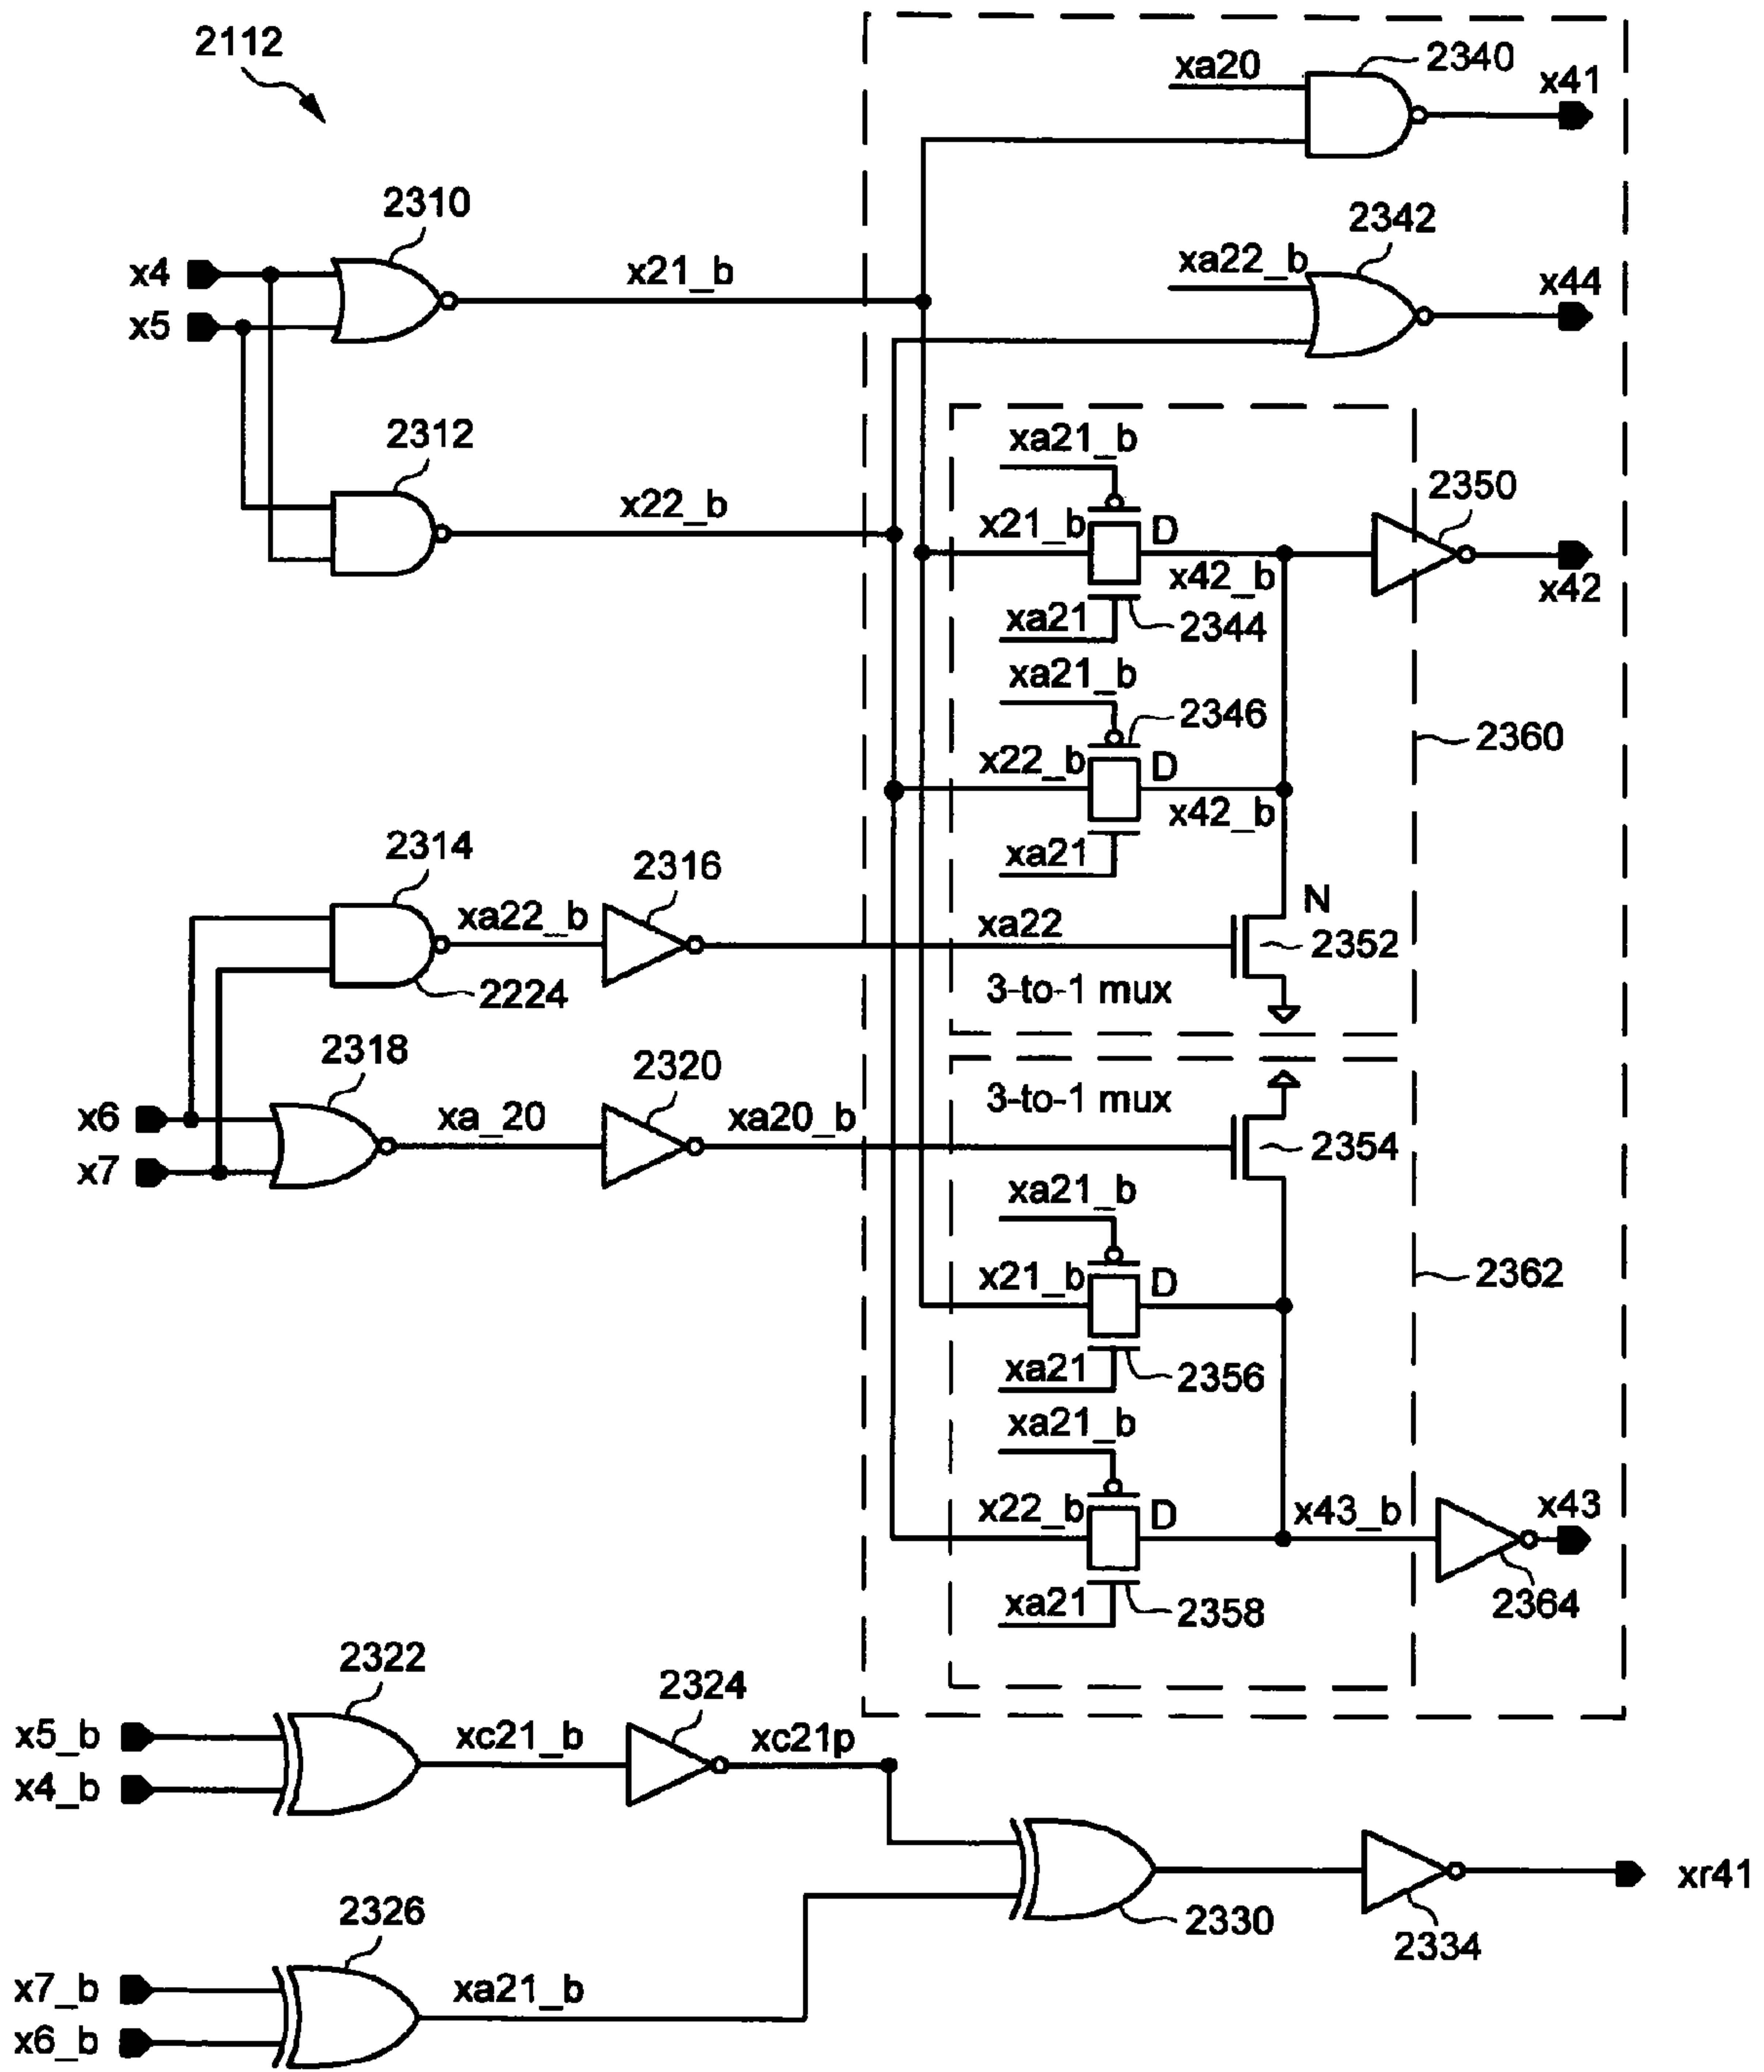 2112
2340
xa20
x41
2310
2342
x4
x21_b
xa22_b
x44
x5
2312
xa21_b
2350
x22_b
x21_b
D
x42_b
x42
xa21
2344
xa21_b
2346
2360
x22_b
D
x42_b
2314
2316
xa21
xa22_b
xa22
N
2352
2224
3-to-1 mux
2318
2320
3-to-1 mux
x6
xa_20
xa20_b
2354
x7
xa21_b
x21_b
D
2362
xa21
2356
xa21_b
x22_b
D
x43_b
x43
xa21
2358
2364
2322
2324
x5_b
xc21_b
xc21p
x4_b
2326
2330
xr41
2334
x7_b
xa21_b
x6_b